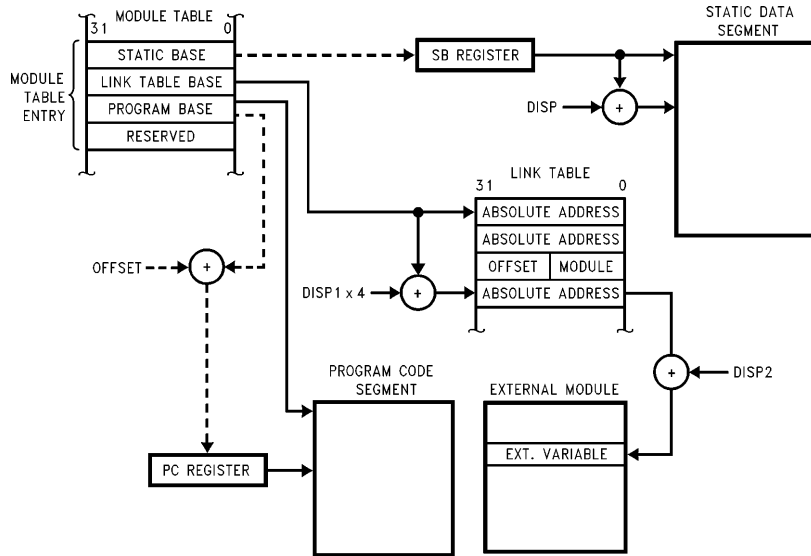 MODULE TABLE
31 0
STATIC BASE
LINK TABLE BASE
PROGRAM BASE
RESERVED
MODULE
TABLE
ENTRY
SB REGISTER
STATIC DATA
SEGMENT
DISP
+
LINK TABLE
31 0
ABSOLUTE ADDRESS
ABSOLUTE ADDRESS
OFFSET MODULE
ABSOLUTE ADDRESS
OFFSET
+
DISP1 x 4
+
+
DISP2
PROGRAM CODE
SEGMENT
EXTERNAL MODULE
EXT. VARIABLE
PC REGISTER